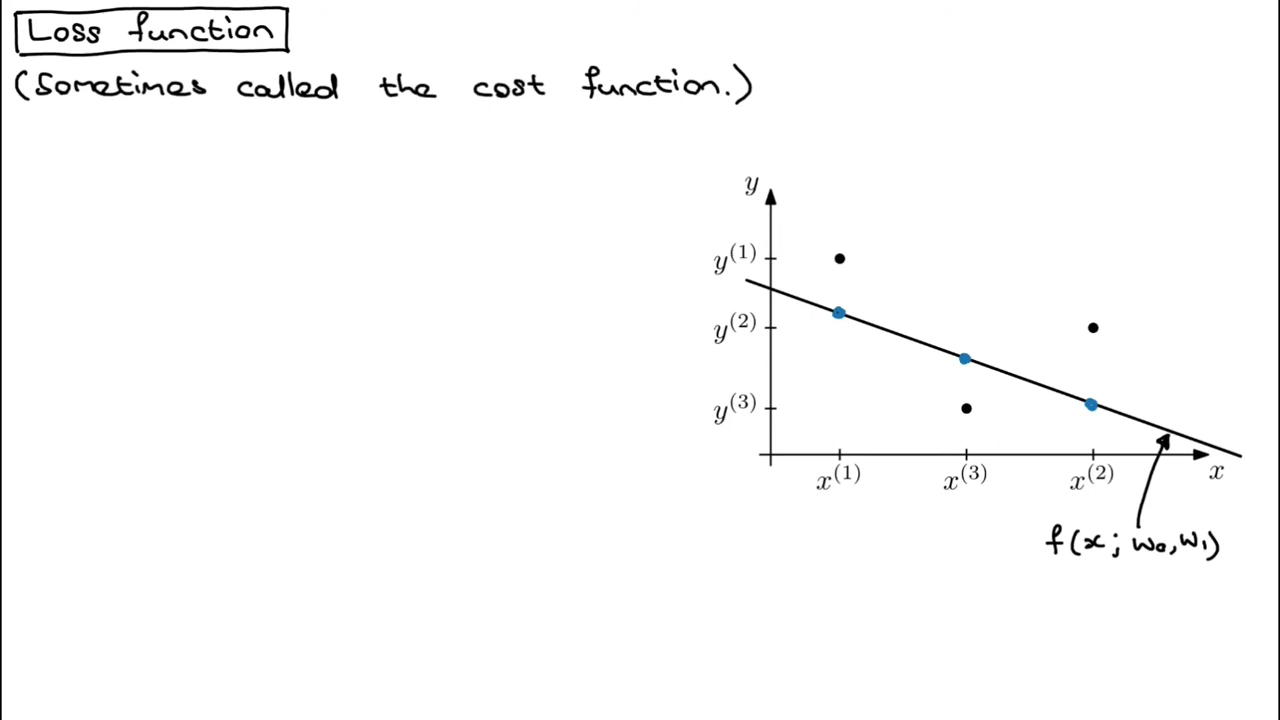 Loss function
(Sometimes called the cost function.)
y
y^(1)
y^(2)
y^(3)
x^(1) x^(3) x^(2) x
f(x; w₀, w₁)